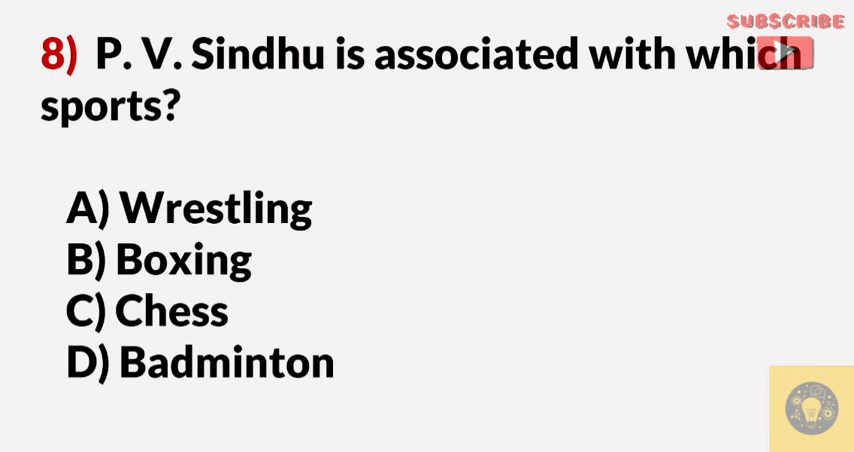 SUBSCRIBE
8) P. V. Sindhu is associated with which
sports?
A) Wrestling
B) Boxing
C) Chess
D) Badminton